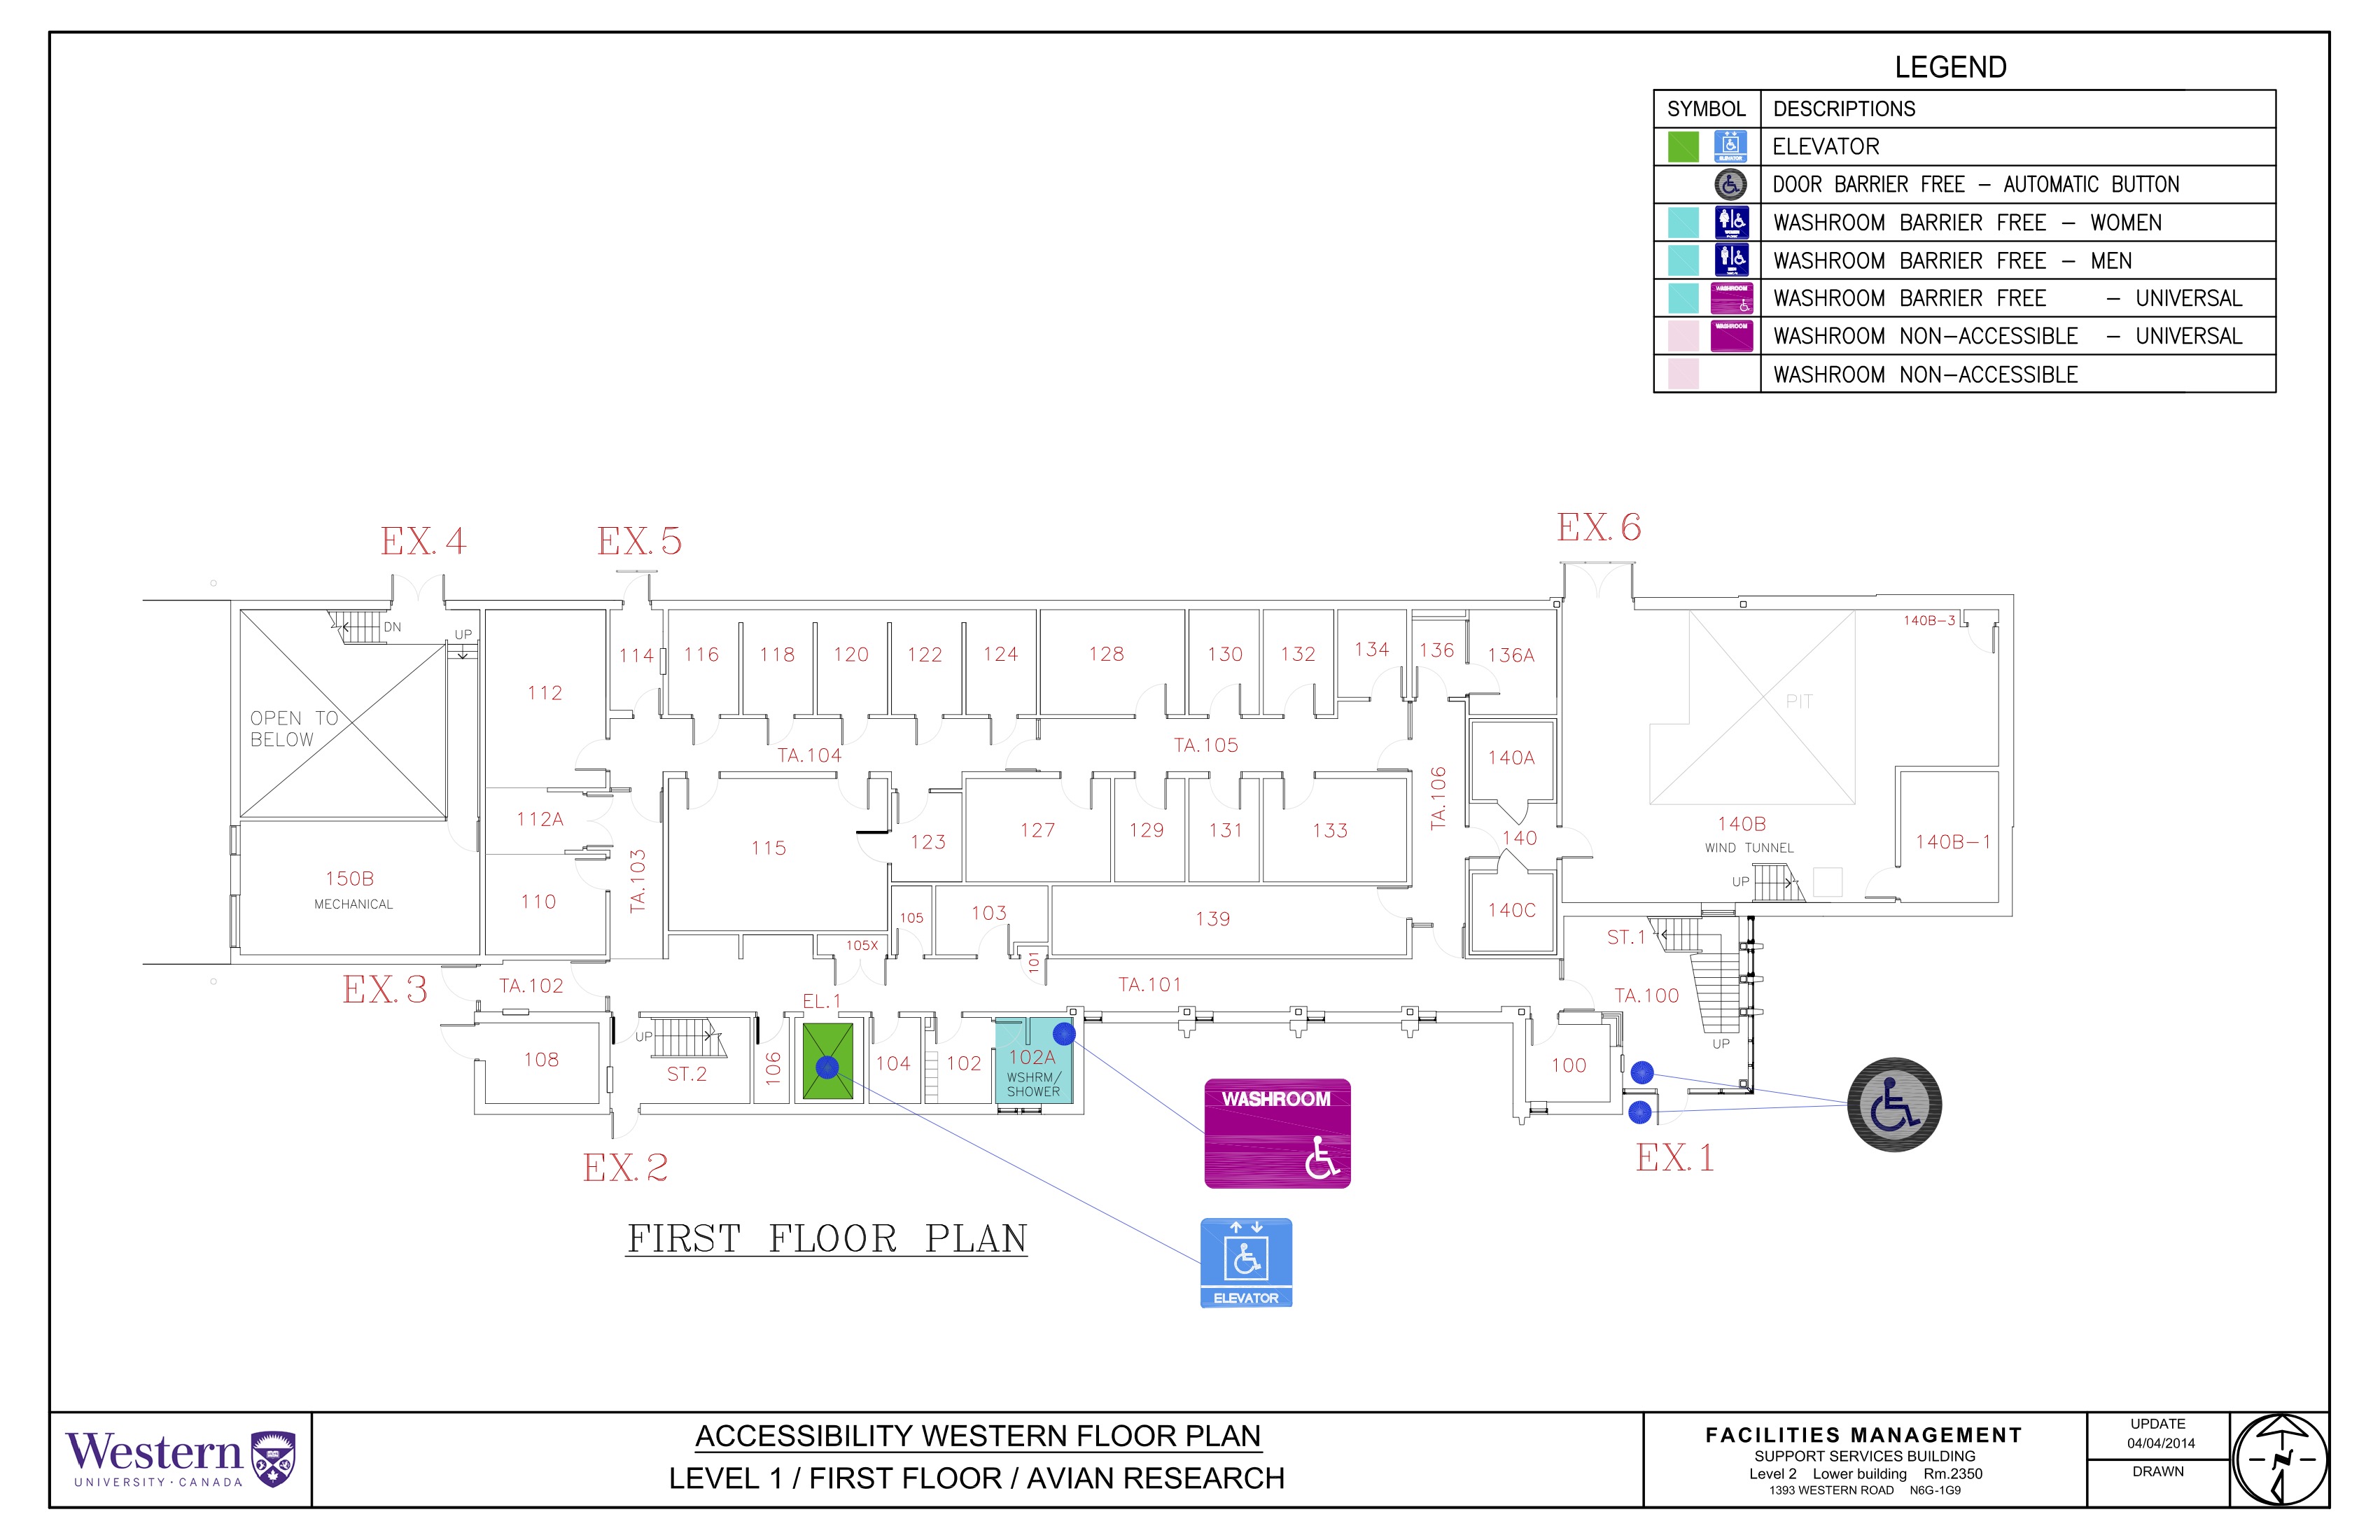 LEGEND
SYMBOL DESCRIPTIONS
ELEVATOR ELEVATOR
DOOR BARRIER FREE - AUTOMATIC BUTTON
WASHROOM BARRIER FREE - WOMEN
WASHROOM BARRIER FREE - MEN
WASHROOM WASHROOM BARRIER FREE - UNIVERSAL
WASHROOM WASHROOM NON-ACCESSIBLE - UNIVERSAL
WASHROOM NON-ACCESSIBLE
EX.4 EX.5 EX.6
DN
UP
140B-3
114 116 118 120 122 124 128 130 132 134 136 136A
112
OPEN TO
BELOW
PIT
TA.104 TA.105
140A
TA.106
112A
140B
WIND TUNNEL
115 123 127 129 131 133 140 140B-1
TA.103
150B
MECHANICAL
UP
110
105 103 139 140C
105X
101
ST.1
EX.3
TA.102
TA.101
TA.100
EL.1
UP
UP
108
ST.2
106
104 102
102A
WSHRM/
SHOWER
100
WASHROOM
EX.2
EX.1
FIRST FLOOR PLAN
ELEVATOR
Western
UNIVERSITY · CANADA
ACCESSIBILITY WESTERN FLOOR PLAN
LEVEL 1 / FIRST FLOOR / AVIAN RESEARCH
FACILITIES MANAGEMENT
SUPPORT SERVICES BUILDING
Level 2 Lower building Rm.2350
1393 WESTERN ROAD N6G-1G9
UPDATE
04/04/2014
DRAWN
N